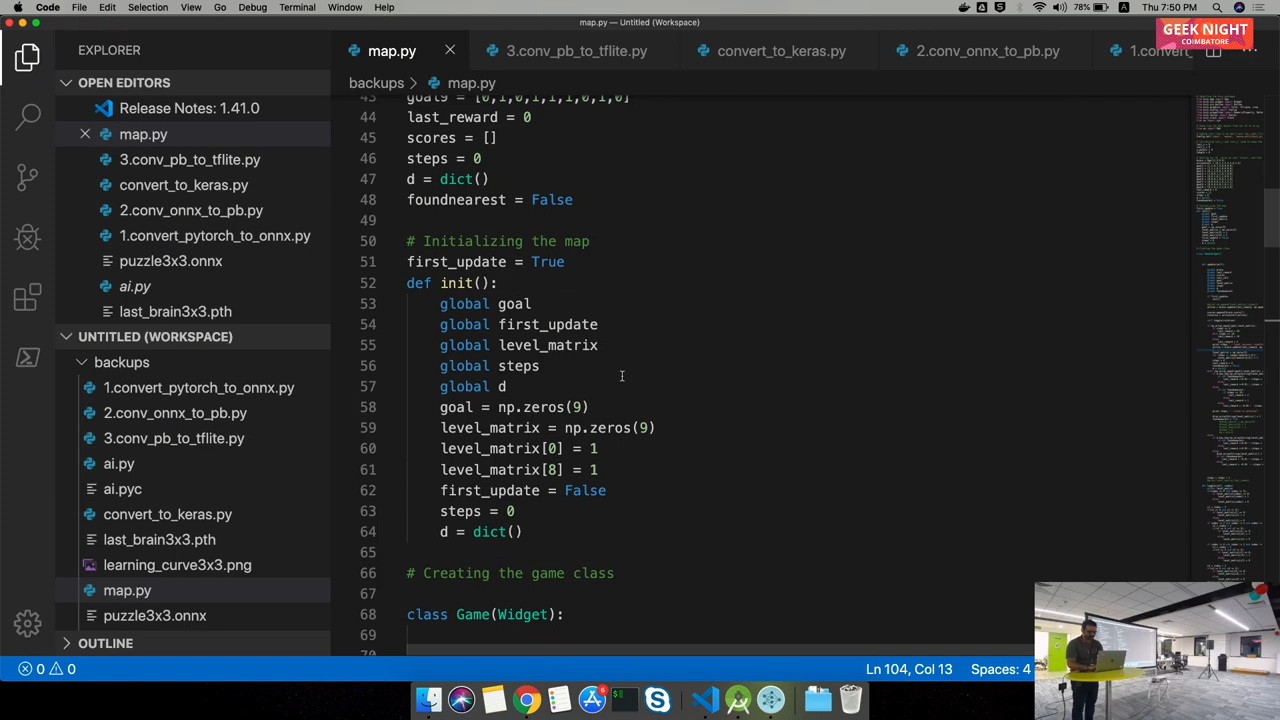 Code File Edit Selection View Go Debug Terminal Window Help 78% Thu 7:50 PM
map.py — Untitled (Workspace)
GEEK NIGHT
COIMBATORE
EXPLORER
OPEN EDITORS
Release Notes: 1.41.0
map.py
3.conv_pb_to_tflite.py
convert_to_keras.py
2.conv_onnx_to_pb.py
1.convert_pytorch_to_onnx.py
puzzle3x3.onnx
ai.py
last_brain3x3.pth
UNTITLED (WORKSPACE)
backups
1.convert_pytorch_to_onnx.py
2.conv_onnx_to_pb.py
3.conv_pb_to_tflite.py
ai.py
ai.pyc
convert_to_keras.py
last_brain3x3.pth
learning_curve3x3.png
map.py
puzzle3x3.onnx
OUTLINE
map.py conv_pb_to_tflite.py convert_to_keras.py 2.conv_onnx_to_pb.py 1.convert
backups > map.py
43 goal9 = [0,1,0,1,1,1,0,1,0]
44 last_reward = 0
45 scores = []
46 steps = 0
47 d = dict()
48 foundnearest = False
49
50 # Initializing the map
51 first_update = True
52 def init():
53 global goal
54 global first_update
55 global level_matrix
56 global steps
57 global d
58 goal = np.zeros(9)
59 level_matrix = np.zeros(9)
60 level_matrix[0] = 1
61 level_matrix[8] = 1
62 first_update = False
63 steps = 0
64 d = dict()
65
66 # Creating the game class
67
68 class Game(Widget):
69
70
0 0 Ln 104, Col 13 Spaces: 4
6